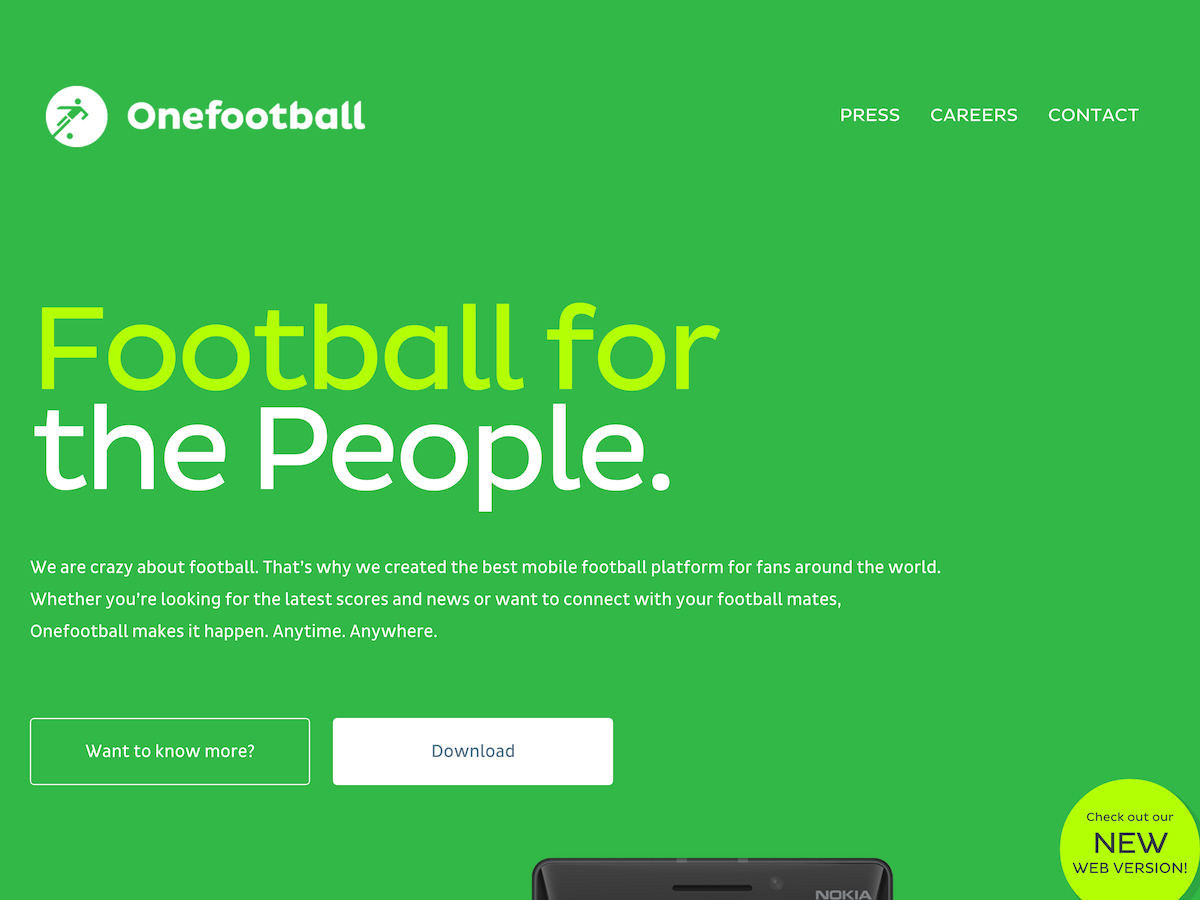 Onefootball
PRESS CAREERS CONTACT
Football for
the People.
We are crazy about football. That's why we created the best mobile football platform for fans around the world.
Whether you're looking for the latest scores and news or want to connect with your football mates,
Onefootball makes it happen. Anytime. Anywhere.
Want to know more?
Download
Check out our
NEW
WEB VERSION!
NOKIA